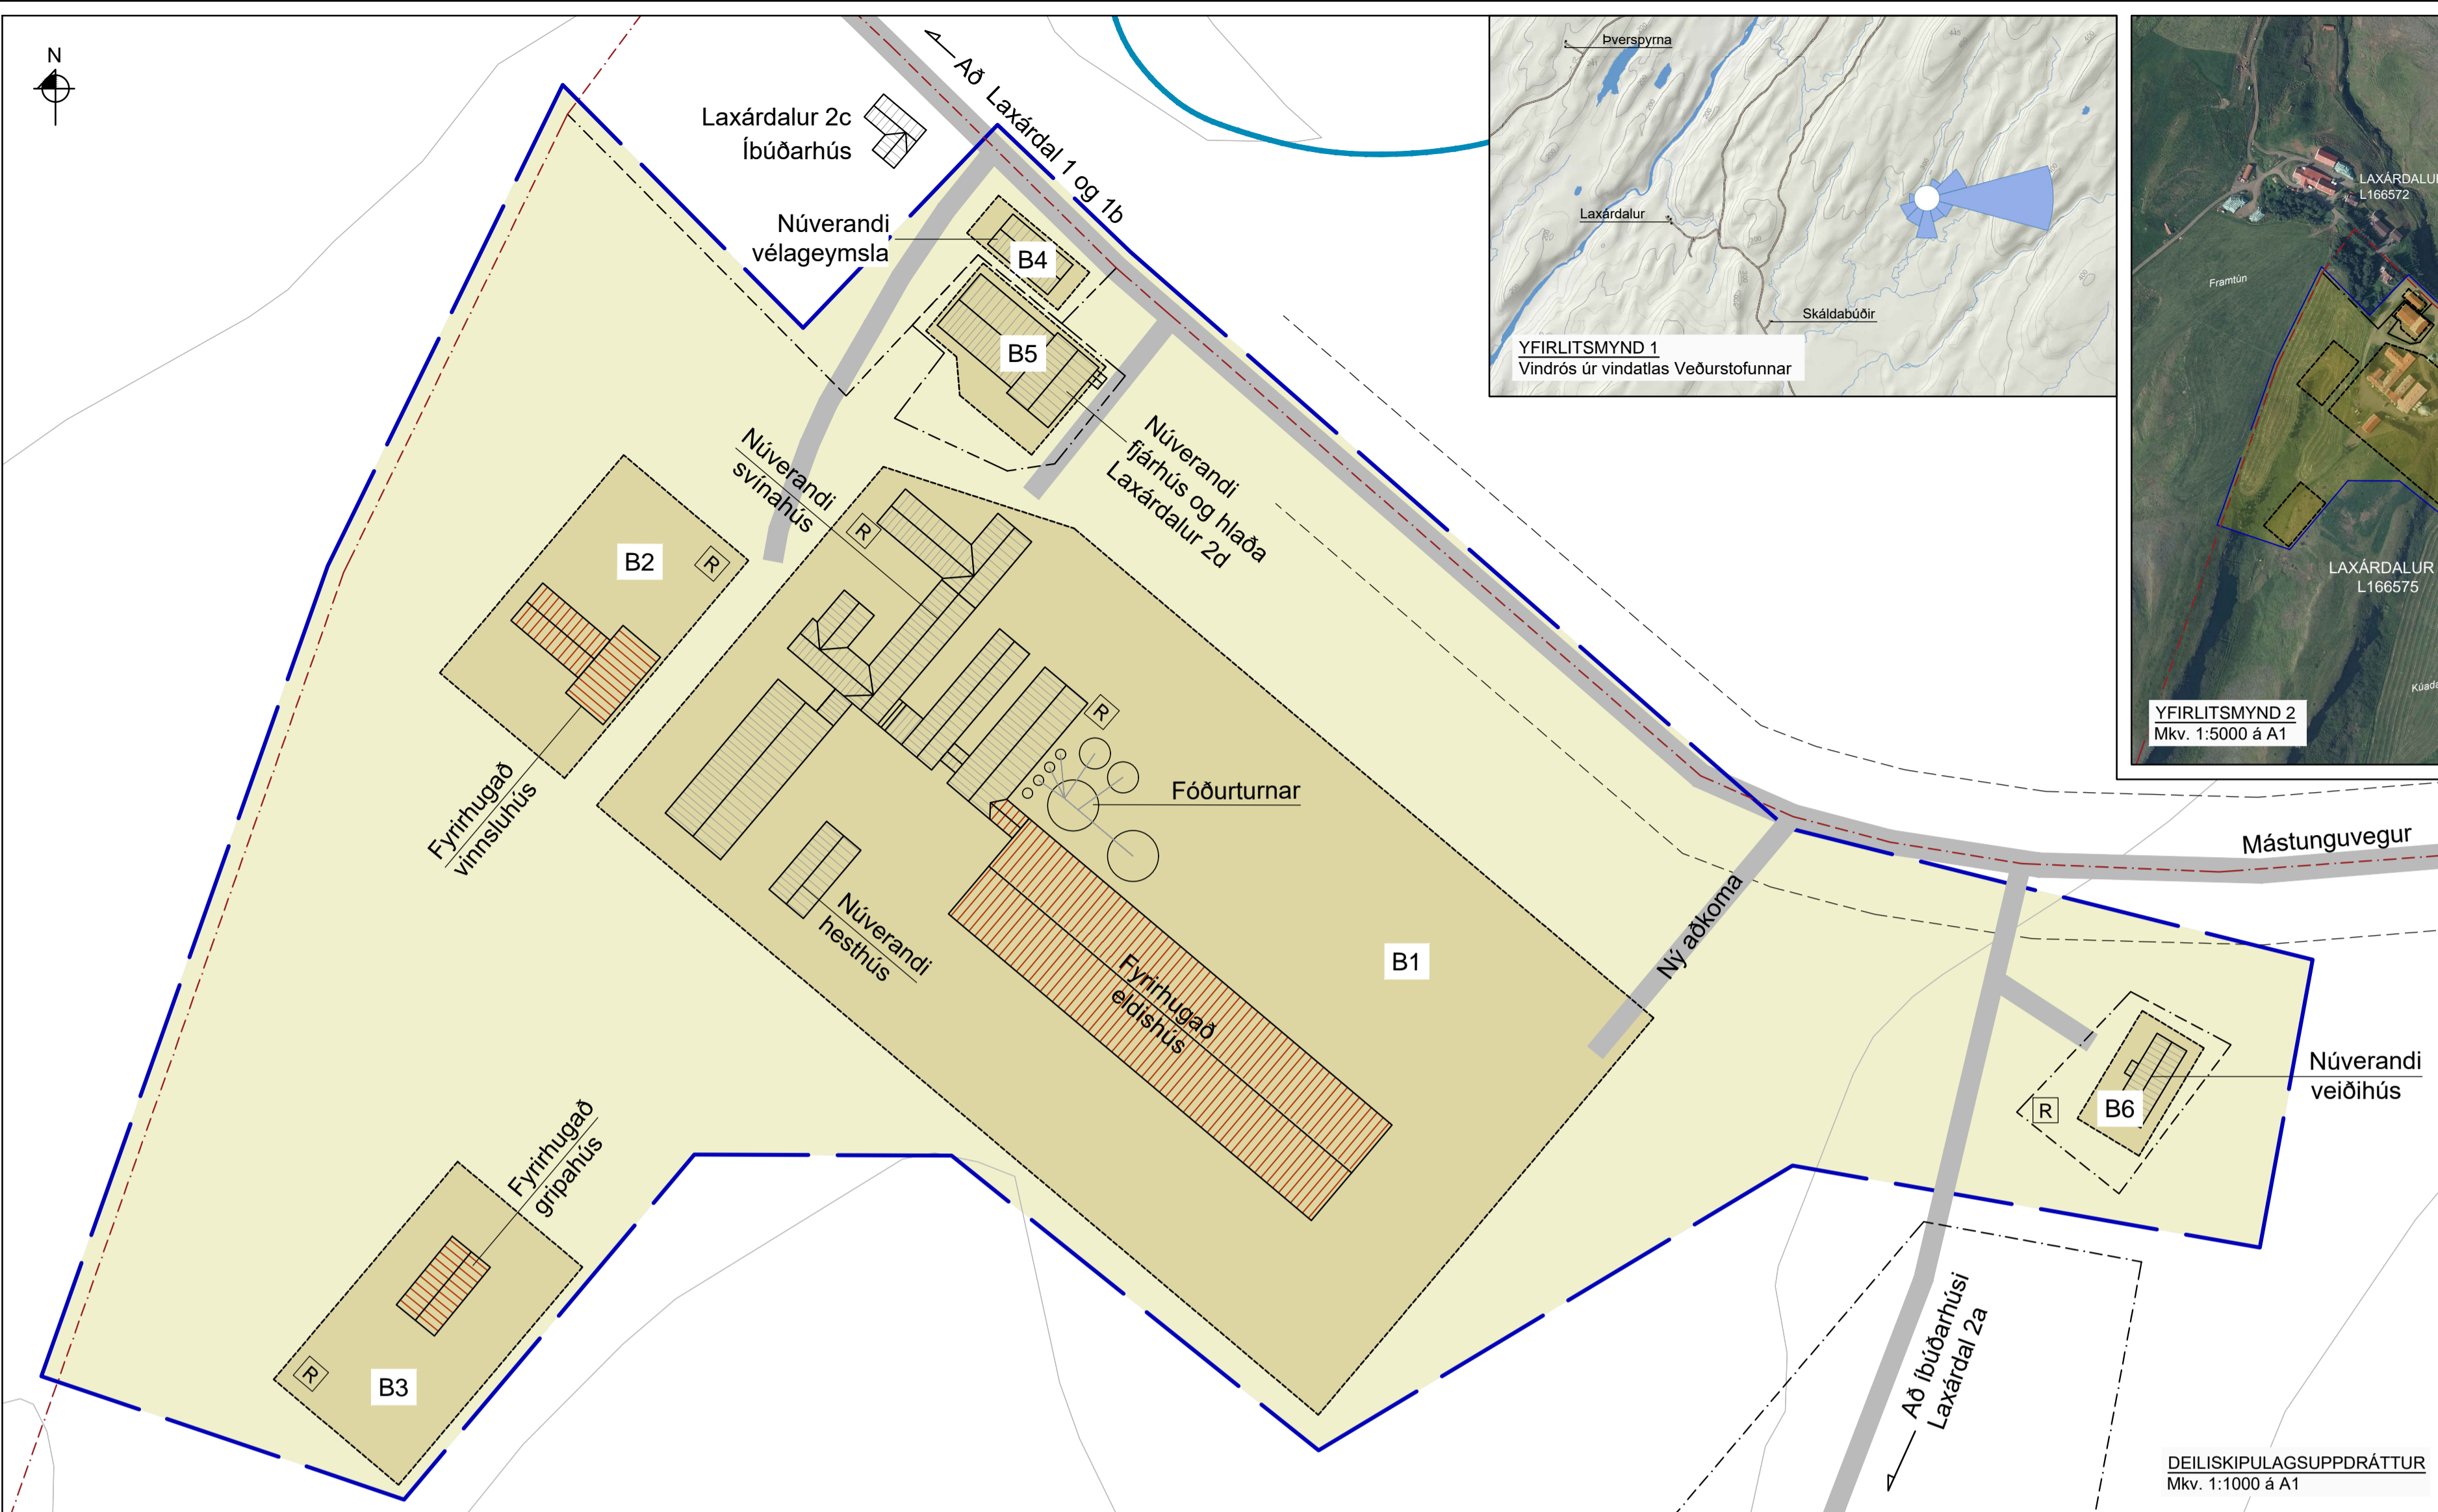 N
Að Laxárdal 1 og 1b
Laxárdalur 2c
Íbúðarhús
Núverandi
vélageymsla
B4
B5
Núverandi
fjárhús og hlaða
Laxárdalur 2d
Núverandi
svínahús
R
B2
R
Fyrirhugað
vinnsluhús
R
Fóðurturnar
Núverandi
hesthús
Fyrirhugað
eldishús
B1
Ný aðkoma
Mástunguvegur
Núverandi
veiðihús
B6
R
Fyrirhugað
gripahús
R
B3
Að íbúðarhúsi
Laxárdal 2a
DEILISKIPULAGSUPPDRÁTTUR
Mkv. 1:1000 á A1
Þverspyrna
241
445
Laxárdalur
Skáldabúðir
YFIRLITSMYND 1
Vindrós úr vindatlas Veðurstofunnar
LAXÁRDALUR
L166572
Framtún
LAXÁRDALUR
L166575
YFIRLITSMYND 2
Mkv. 1:5000 á A1